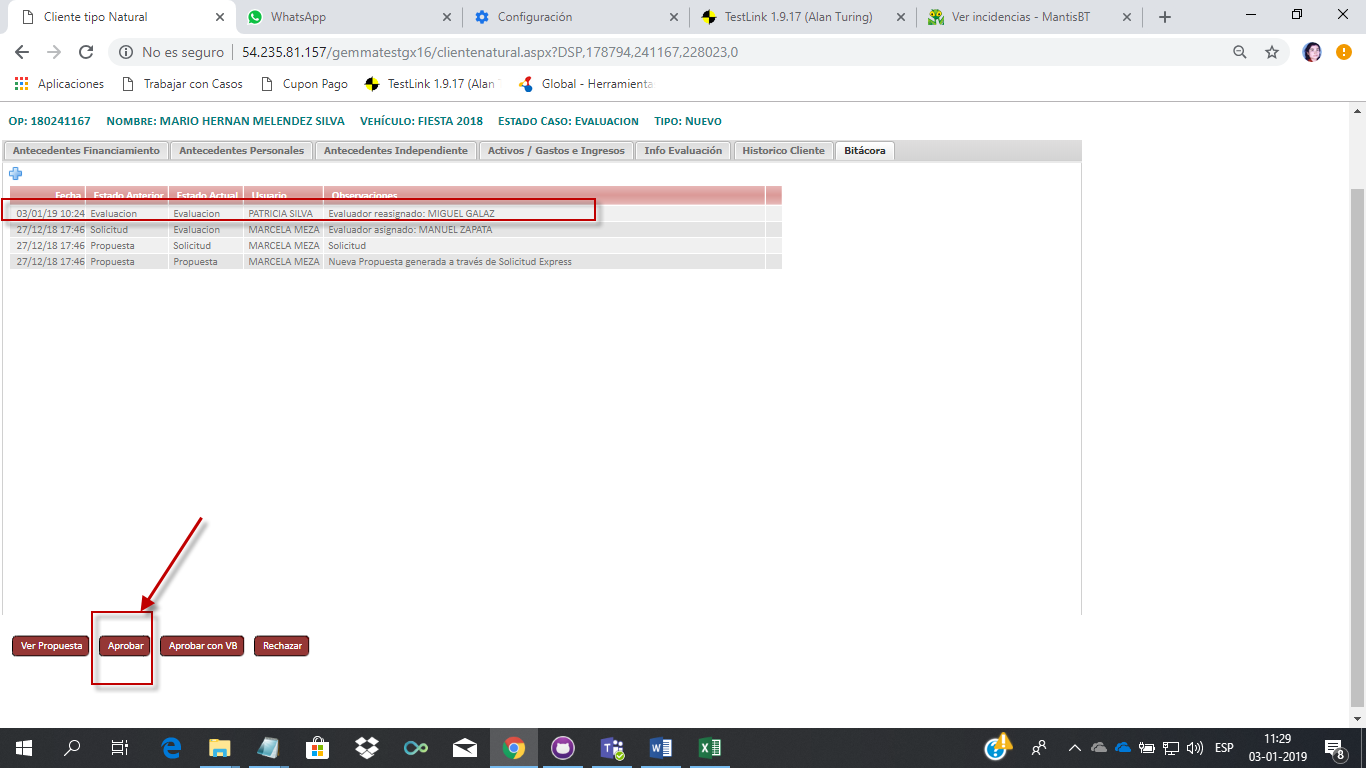 Cliente tipo Natural WhatsApp Configuración TestLink 1.9.17 (Alan Turing) Ver incidencias - MantisBT
No es seguro 54.235.81.157/gemmatestgx16/clientenatural.aspx?DSP,178794,241167,228023,0
Aplicaciones Trabajar con Casos Cupon Pago TestLink 1.9.17 (Alan Global - Herramienta
OP: 180241167 NOMBRE: MARIO HERNAN MELENDEZ SILVA VEHÍCULO: FIESTA 2018 ESTADO CASO: EVALUACION TIPO: NUEVO
Antecedentes Financiamiento Antecedentes Personales Antecedentes Independiente Activos / Gastos e Ingresos Info Evaluación Historico Cliente Bitácora
Fecha Estado Anterior Estado Actual Usuario Observaciones
03/01/19 10:24 Evaluacion Evaluacion PATRICIA SILVA Evaluador reasignado: MIGUEL GALAZ
27/12/18 17:46 Solicitud Evaluacion MARCELA MEZA Evaluador asignado: MANUEL ZAPATA
27/12/18 17:46 Propuesta Solicitud MARCELA MEZA Solicitud
27/12/18 17:46 Propuesta Propuesta MARCELA MEZA Nueva Propuesta generada a través de Solicitud Express
Ver Propuesta Aprobar Aprobar con VB Rechazar
ESP 11:29
03-01-2019 8